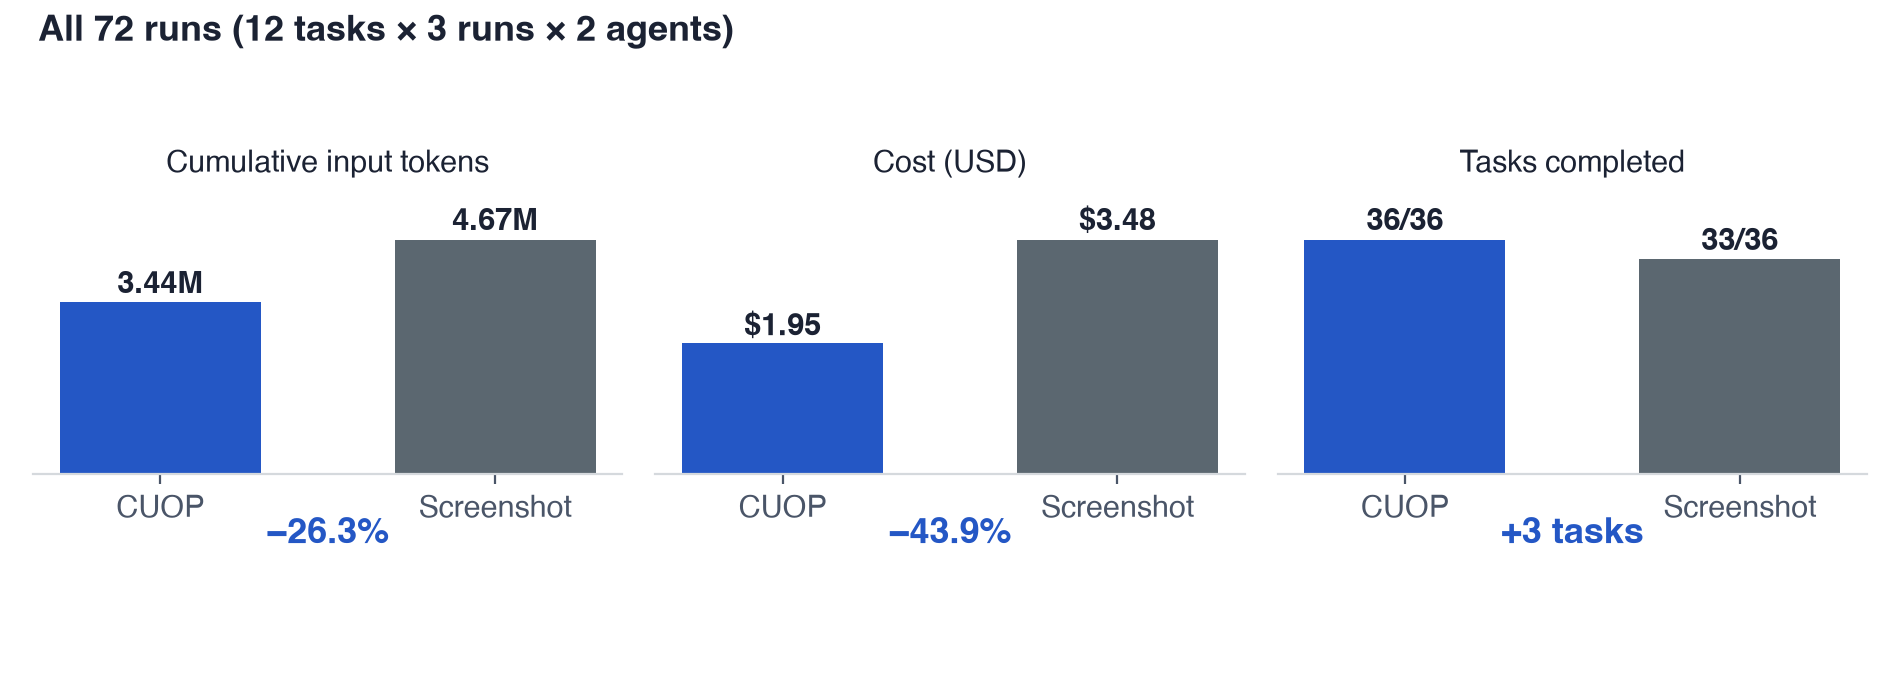 All 72 runs (12 tasks × 3 runs × 2 agents)
Cumulative input tokens
4.67M
3.44M
CUOP
Screenshot
–26.3%
Cost (USD)
$3.48
$1.95
CUOP
Screenshot
–43.9%
Tasks completed
36/36
33/36
CUOP
Screenshot
+3 tasks